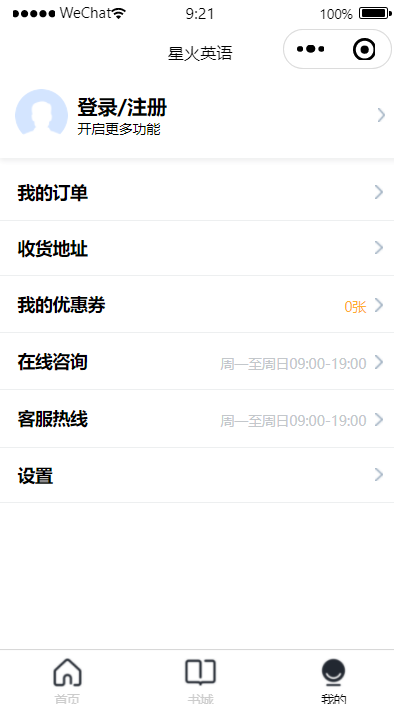 WeChat 9:21 100%
星火英语
登录/注册
开启更多功能
我的订单
收货地址
我的优惠券 0张
在线咨询 周一至周日09:00-19:00
客服热线 周一至周日09:00-19:00
设置
首页 书城 我的